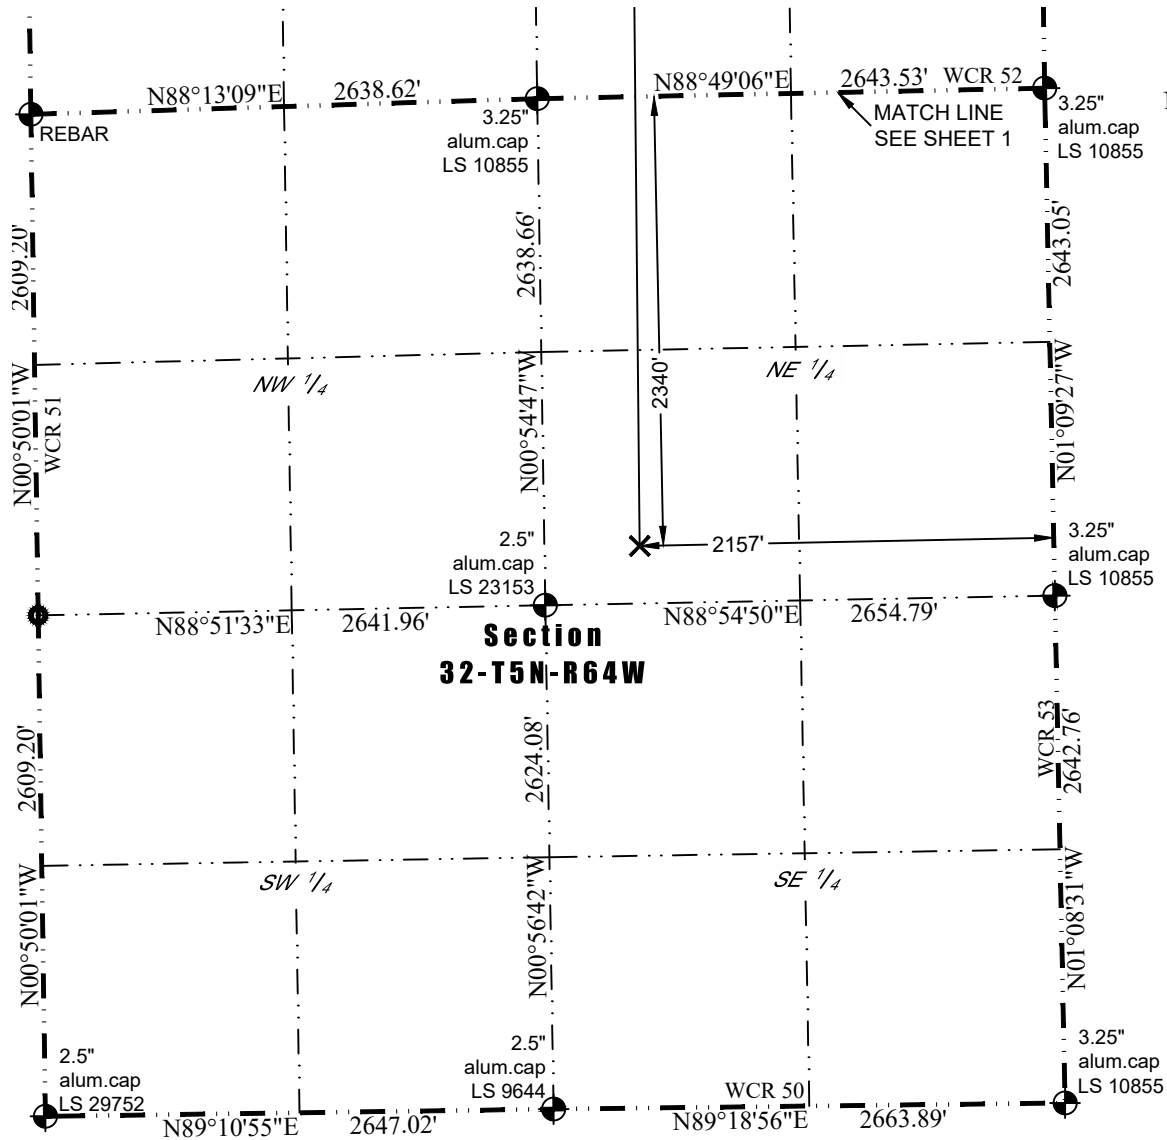 N88°13'09"E
2638.62'
N88°49'06"E
2643.53'
WCR 52
REBAR
3.25"
alum.cap
LS 10855
MATCH LINE
SEE SHEET 1
3.25"
alum.cap
LS 10855
2609.20'
2638.66'
2643.05'
NW 1/4
NE 1/4
2340'
N00°50'01"W
WCR 51
N00°54'47"W
N01°09'27"W
2157'
2.5"
alum.cap
LS 23153
3.25"
alum.cap
LS 10855
N88°51'33"E
2641.96'
N88°54'50"E
2654.79'
Section
32-T5N-R64W
2609.20'
2624.08'
WCR 53
2642.76'
SW 1/4
SE 1/4
N00°50'01"W
N00°56'42"W
N01°08'31"W
2.5"
alum.cap
LS 29752
2.5"
alum.cap
LS 9644
3.25"
alum.cap
LS 10855
WCR 50
N89°10'55"E
2647.02'
N89°18'56"E
2663.89'